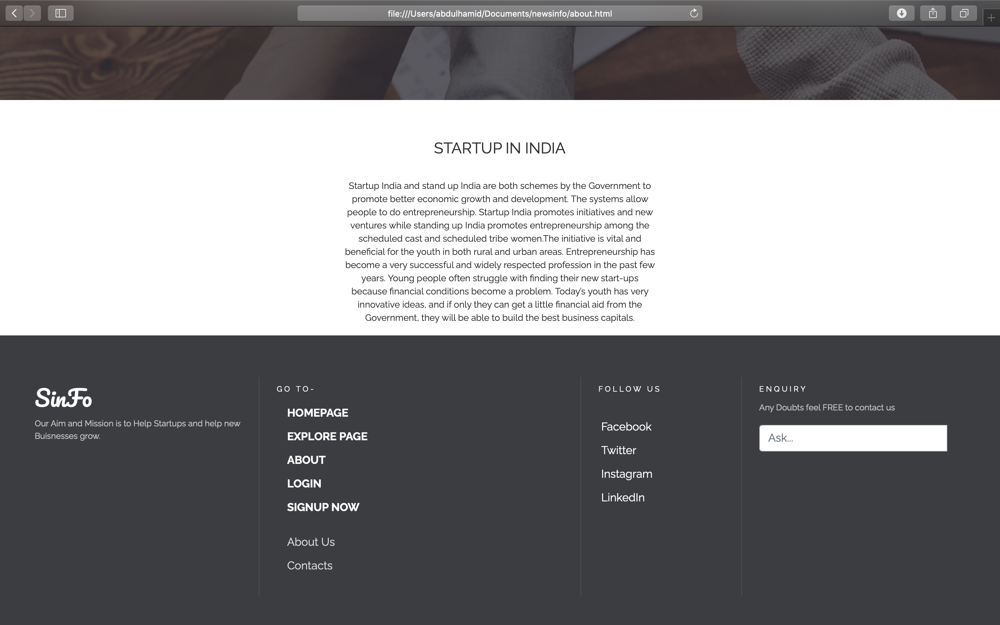 file:///Users/abdulhamid/Documents/newsinfo/about.html
STARTUP IN INDIA
Startup India and stand up India are both schemes by the Government to
promote better economic growth and development. The systems allow
people to do entrepreneurship. Startup India promotes initiatives and new
ventures while standing up India promotes entrepreneurship among the
scheduled cast and scheduled tribe women.The initiative is vital and
beneficial for the youth in both rural and urban areas. Entrepreneurship has
become a very successful and widely respected profession in the past few
years. Young people often struggle with finding their new start-ups
because financial conditions become a problem. Today's youth has very
innovative ideas, and if only they can get a little financial aid from the
Government, they will be able to build the best business capitals.
SinFo
Our Aim and Mission is to Help Startups and help new
Buisnesses grow.
GO TO-
HOMEPAGE
EXPLORE PAGE
ABOUT
LOGIN
SIGNUP NOW
About Us
Contacts
FOLLOW US
Facebook
Twitter
Instagram
LinkedIn
ENQUIRY
Any Doubts feel FREE to contact us
Ask...